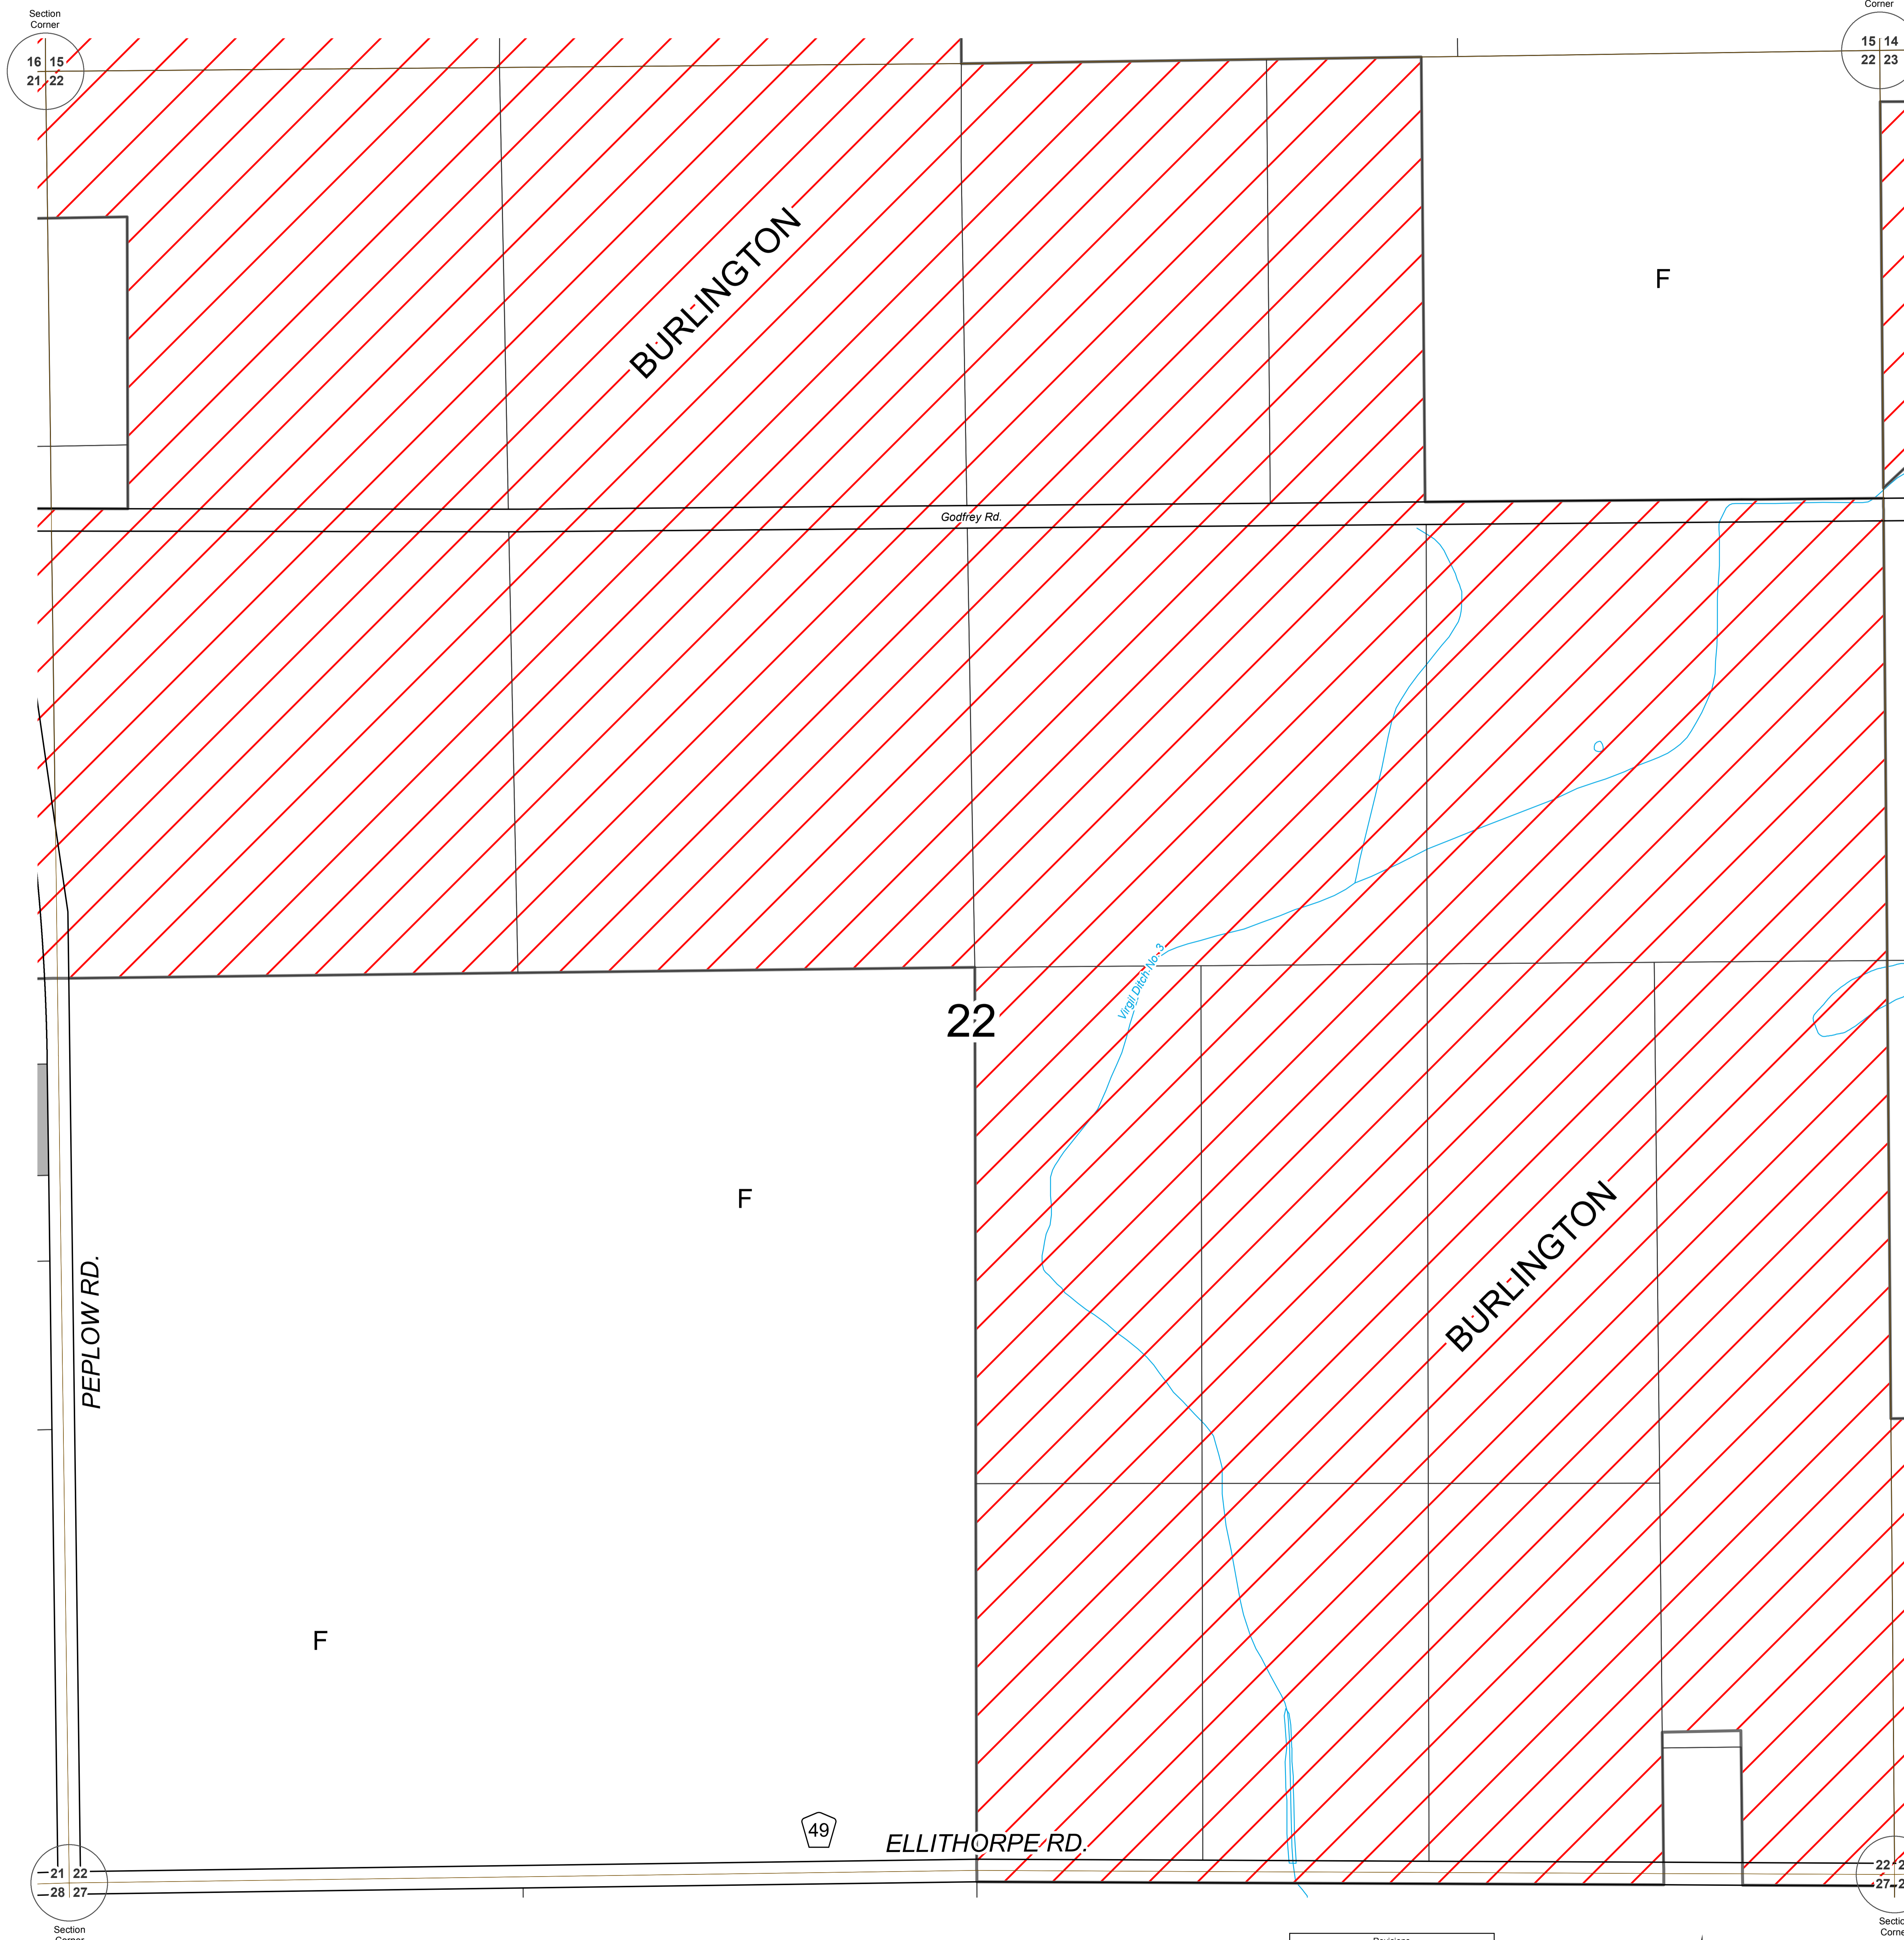 Section
Corner
Corner
16 15
21 22
15 14
22 23
BURLINGTON
F
Godfrey Rd.
Virgil Ditch No. 3
22
F
BURLINGTON
PEPLOW RD.
F
49
ELLITHORPE RD.
21 22
28 27
22
27
Section
Corner